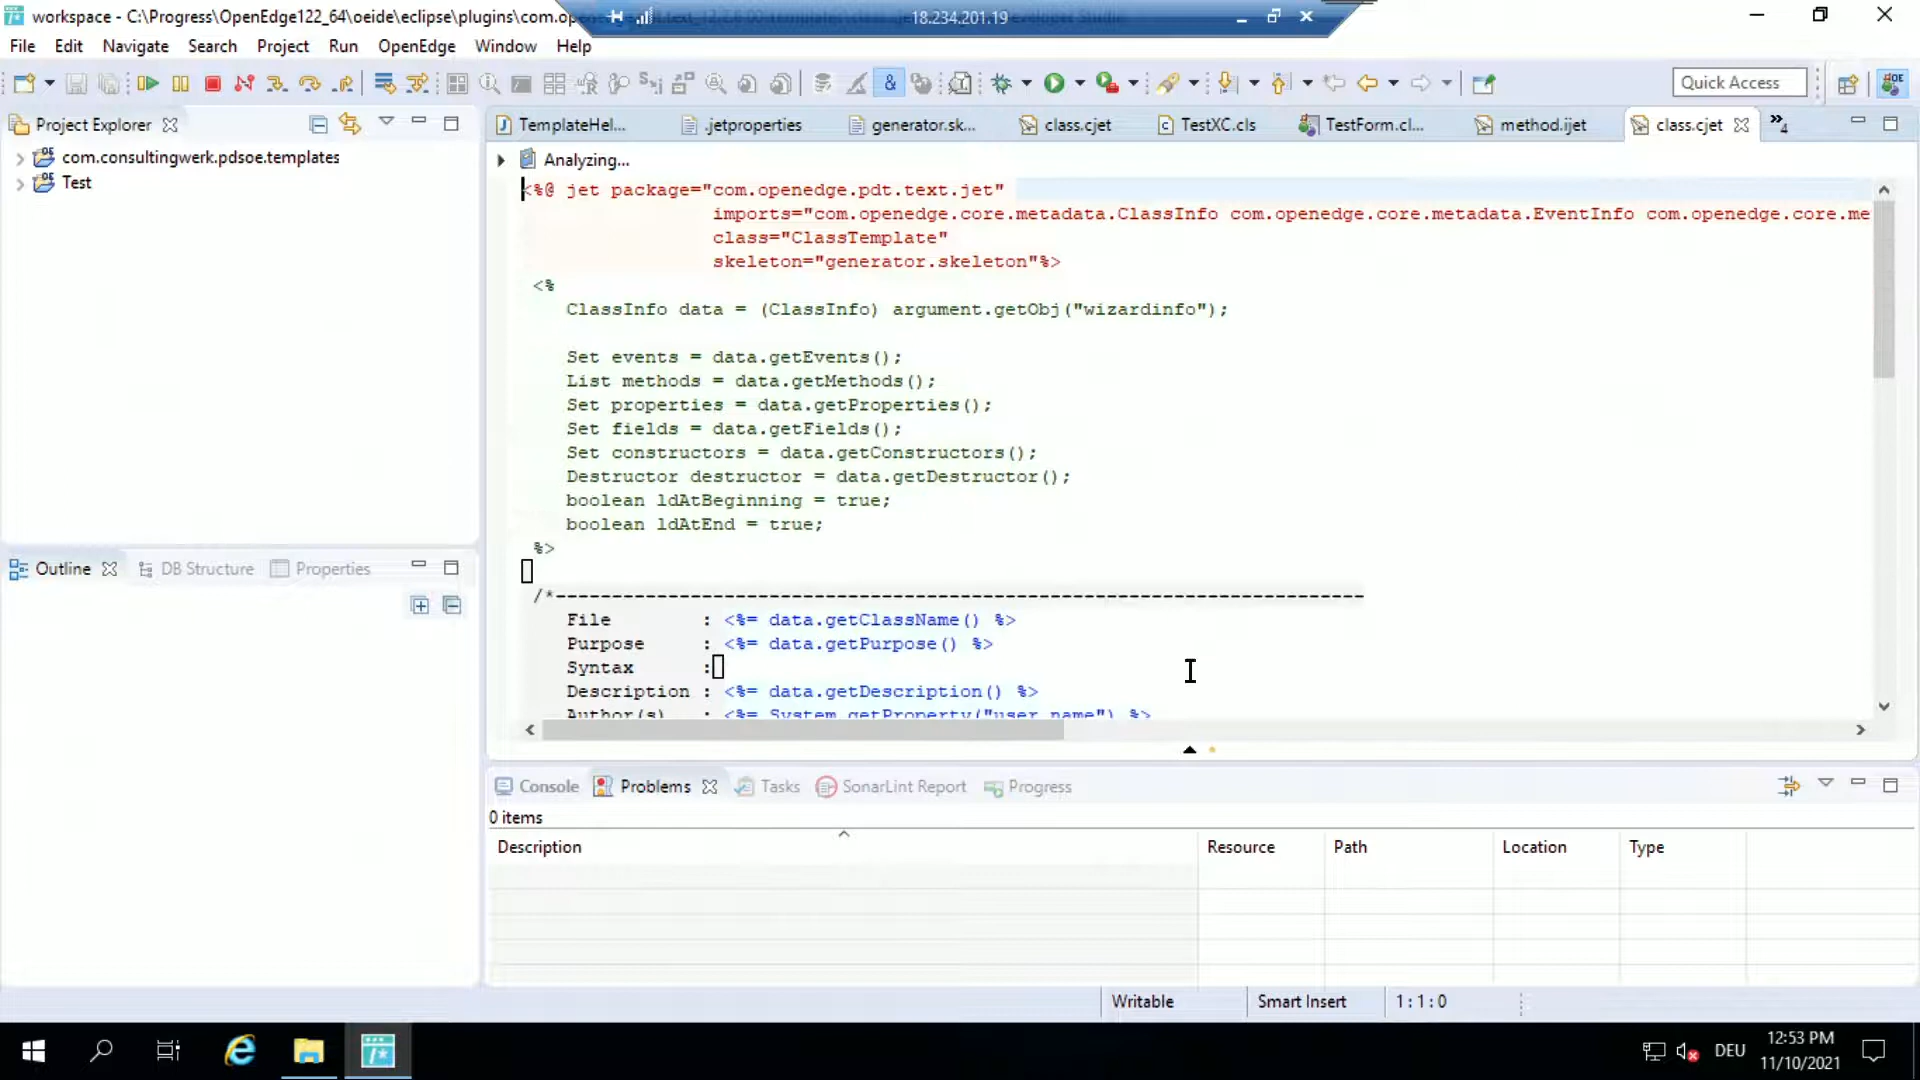 workspace - C:\Progress\OpenEdge122_64\oeide\eclipse\plugins\com.op
18.234.201.19
File Edit Navigate Search Project Run OpenEdge Window Help
Quick Access
Project Explorer
TemplateHel...
.jetproperties
generator.sk...
class.cjet
TestXC.cls
TestForm.cl...
method.ijet
class.cjet
»4
com.consultingwerk.pdsoe.templates
Test
Analyzing...
<%@ jet package="com.openedge.pdt.text.jet"
imports="com.openedge.core.metadata.ClassInfo com.openedge.core.metadata.EventInfo com.openedge.core.me
class="ClassTemplate"
skeleton="generator.skeleton"%>
<%
ClassInfo data = (ClassInfo) argument.getObj("wizardinfo");
Set events = data.getEvents();
List methods = data.getMethods();
Set properties = data.getProperties();
Set fields = data.getFields();
Set constructors = data.getConstructors();
Destructor destructor = data.getDestructor();
boolean ldAtBeginning = true;
boolean ldAtEnd = true;
%>
/*------------------------------------------------------------------------
File : <%= data.getClassName() %>
Purpose : <%= data.getPurpose() %>
Syntax :
Description : <%= data.getDescription() %>
Author(s) : <%= System.getProperty("user.name") %>
Outline DB Structure Properties
Console Problems Tasks SonarLint Report Progress
0 items
Description Resource Path Location Type
Writable Smart Insert 1 : 1 : 0
DEU
12:53 PM
11/10/2021